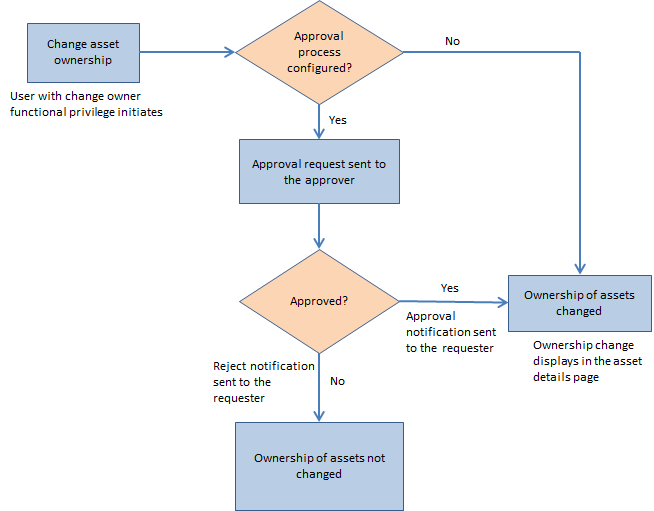 Change asset
ownership
User with change owner
functional privilege initiates
Approval
process
configured?
No
Yes
Approval request sent to
the approver
Approved?
Yes
Approval
notification sent
to the requester
Ownership of assets
changed
Ownership change
displays in the asset
details page
Reject notification
sent to the
requester
No
Ownership of assets not
changed